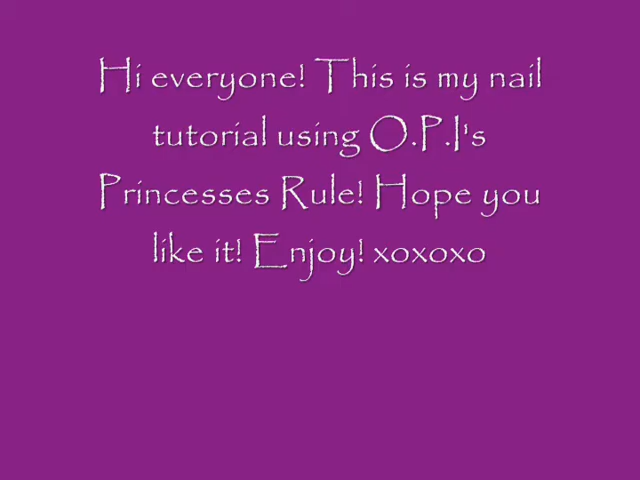 Hi everyone! This is my nail
tutorial using O.P.I's
Princesses Rule! Hope you
like it! Enjoy! xoxoxo